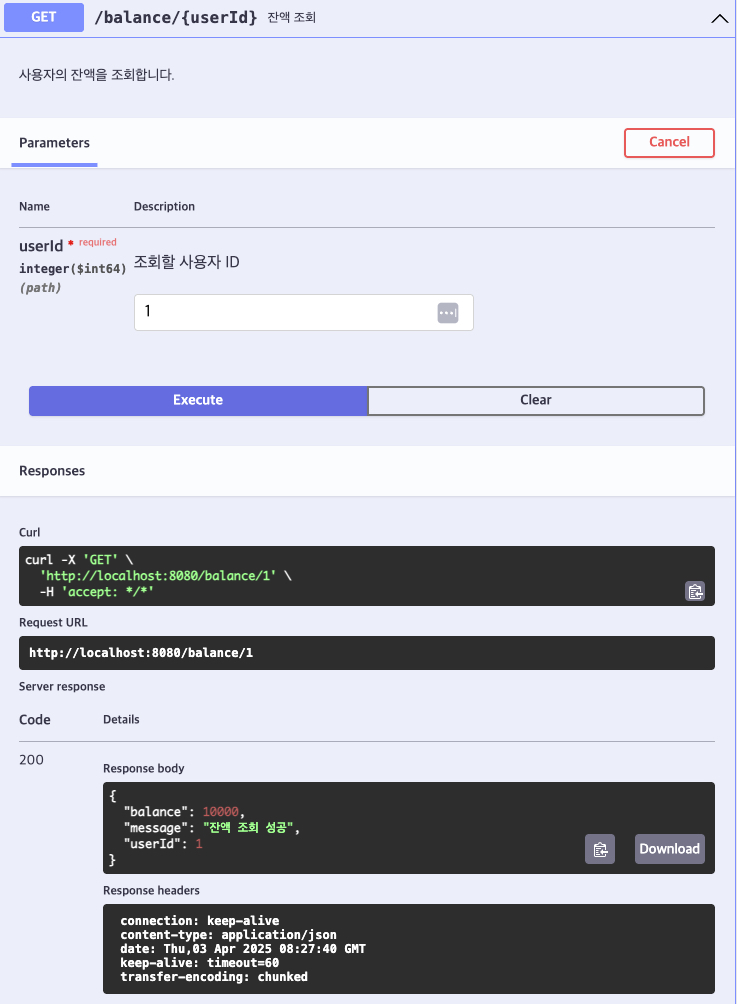 GET /balance/{userId} 잔액 조회
사용자의 잔액을 조회합니다.
Parameters
Cancel
Name Description
userId * required
integer($int64)
(path)
조회할 사용자 ID
1
Execute
Clear
Responses
Curl
curl -X 'GET' \
'http://localhost:8080/balance/1' \
-H 'accept: */*'
Request URL
http://localhost:8080/balance/1
Server response
Code Details
200
Response body
{
"balance": 10000,
"message": "잔액 조회 성공",
"userId": 1
}
Download
Response headers
connection: keep-alive
content-type: application/json
date: Thu,03 Apr 2025 08:27:40 GMT
keep-alive: timeout=60
transfer-encoding: chunked